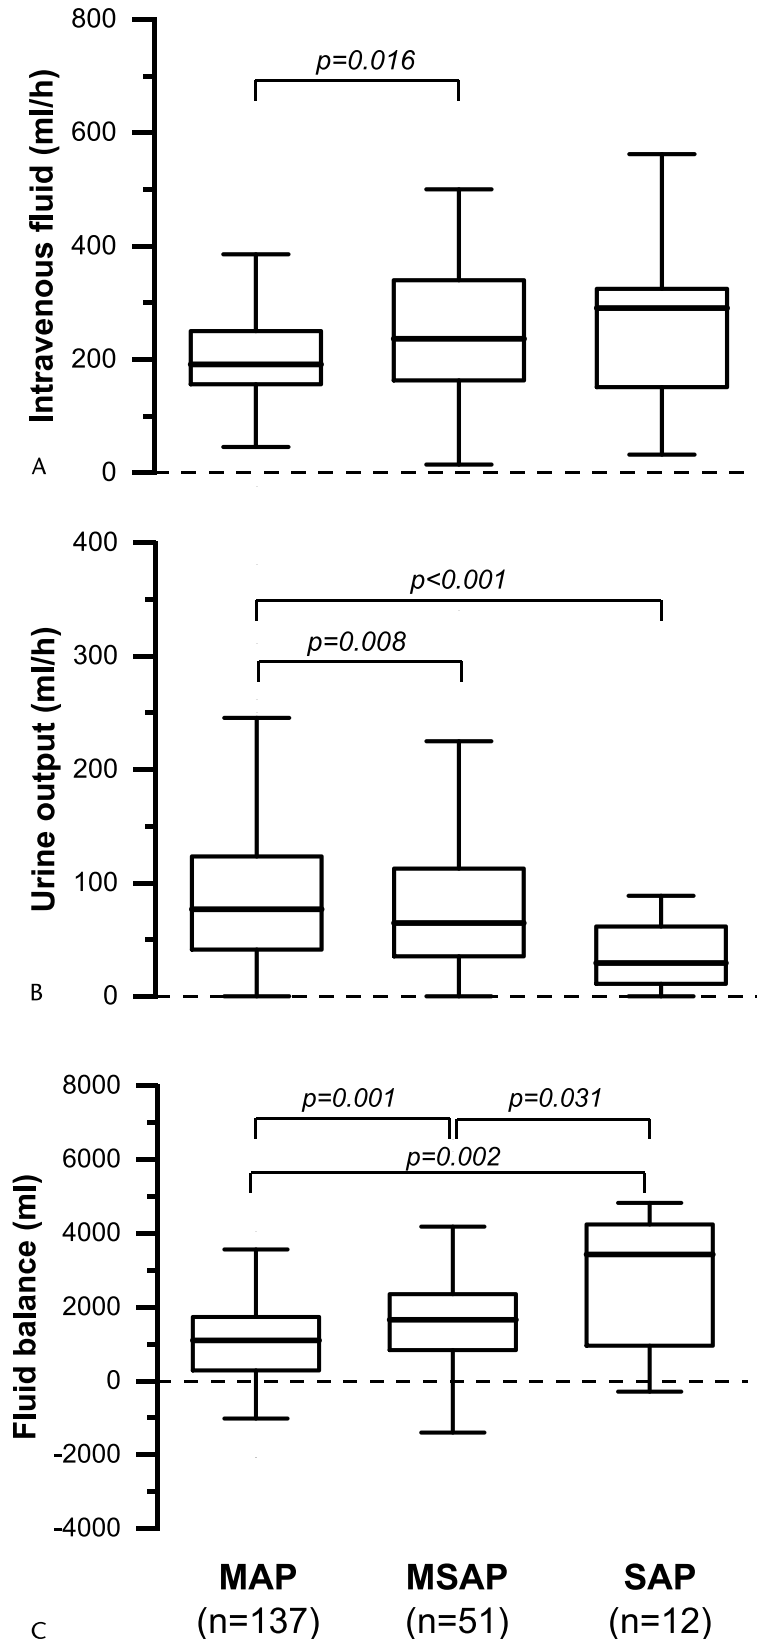 800
p=0.016
600
400
200
0
Intravenous fluid (ml/h)
A
400
p<0.001
p=0.008
300
200
100
0
Urine output (ml/h)
B
8000
p=0.001
p=0.031
6000
p=0.002
4000
2000
0
-2000
-4000
Fluid balance (ml)
MAP
MSAP
SAP
(n=137)
(n=51)
(n=12)
C